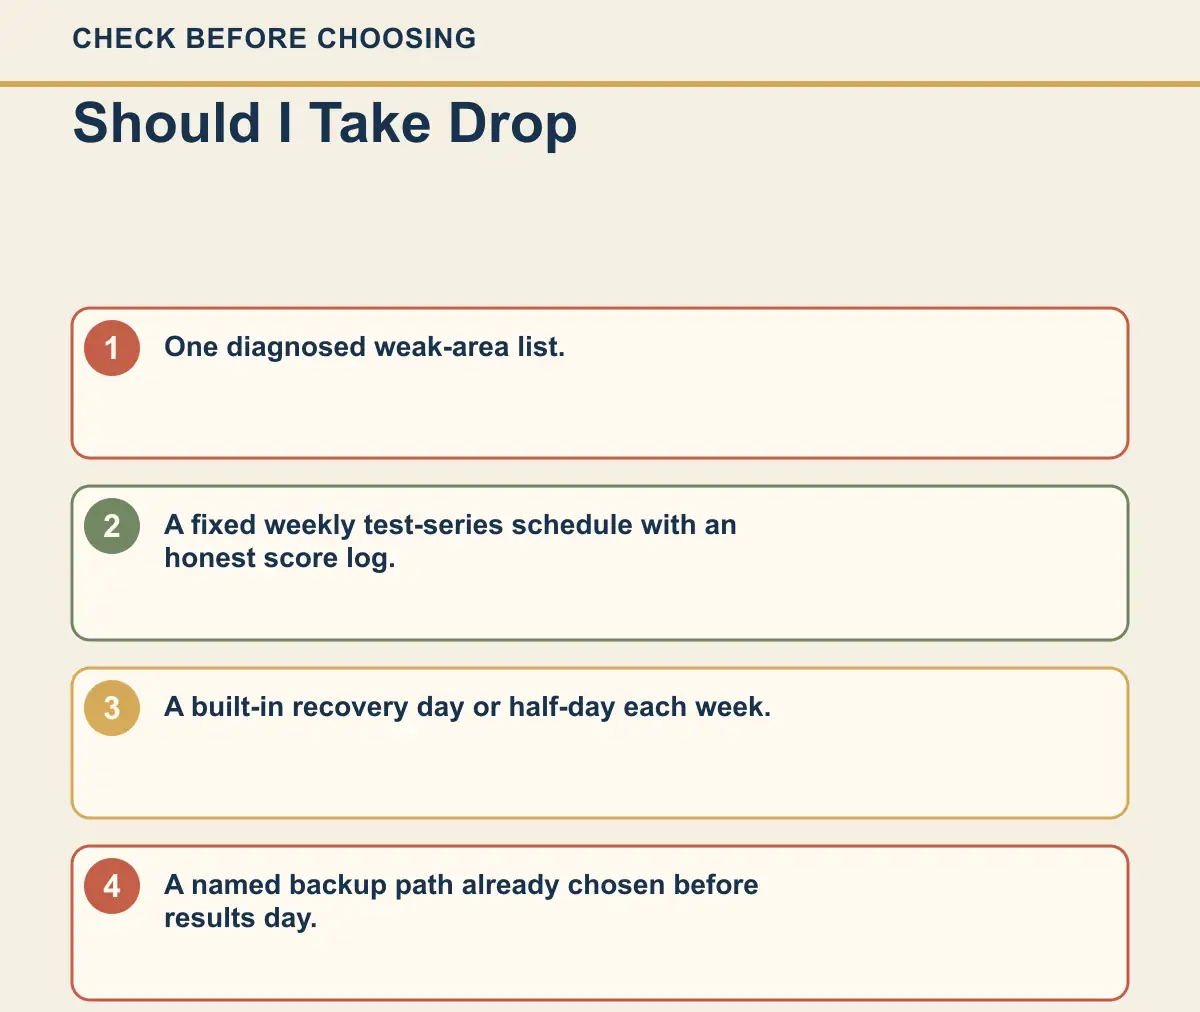 CHECK BEFORE CHOOSING
Should I Take Drop
1
One diagnosed weak-area list.
2
A fixed weekly test-series schedule with an
honest score log.
3
A built-in recovery day or half-day each week.
4
A named backup path already chosen before
results day.